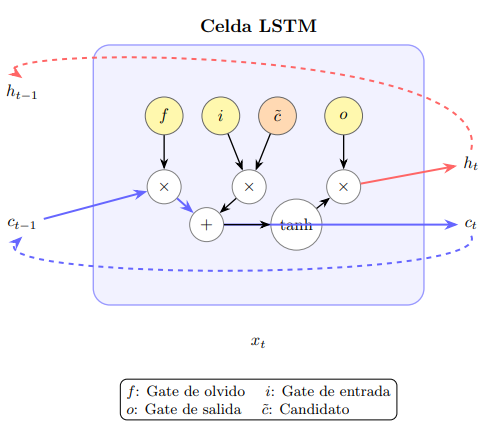 Celda LSTM
h_{t−1}
f i c̃ o
h_t
× × ×
c_{t−1} + tanh c_t
x_t
f: Gate de olvido i: Gate de entrada
o: Gate de salida c̃: Candidato